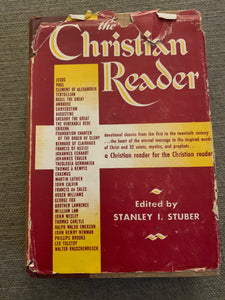 the
Christian
Reader
JESUS
PAUL
CLEMENT OF ALEXANDRIA
TERTULLIAN
BASIL THE GREAT
AMBROSE
CHRYSOSTOM
AUGUSTINE
GREGORY THE GREAT
THE VENERABLE BEDE
ERIGENA
FOUNDATION CHARTER
OF THE ORDER OF CLUNY
BERNARD OF CLAIRVAUX
FRANCIS OF ASSISI
JOHANNES ECKHART
JOHANNES TAULER
THEOLOGIA GERMANICA
THOMAS A KEMPIS
ERASMUS
MARTIN LUTHER
JOHN CALVIN
FRANCIS de SALES
ROGER WILLIAMS
GEORGE FOX
BROTHER LAWRENCE
WILLIAM LAW
JOHN WESLEY
THOMAS CARLYLE
RALPH WALDO EMERSON
JOHN HENRY NEWMAN
PHILLIPS BROOKS
LEO TOLSTOY
WALTER RAUSCHENBUSCH
devotional classics from the first to the twentieth century
...the heart of the eternal message in the inspired words
of Christ and 30 saints, mystics, and prophets...
a Christian reader for the Christian reader
Edited by
STANLEY I. STUBER